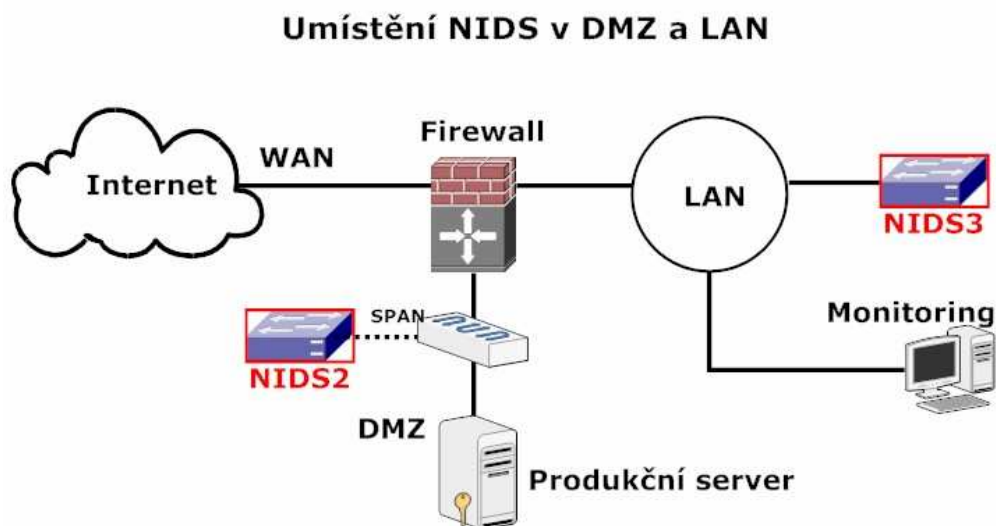 Umístění NIDS v DMZ a LAN
Firewall
WAN
Internet
LAN
NIDS3
SPAN
Monitoring
NIDS2
DMZ
Produkční server